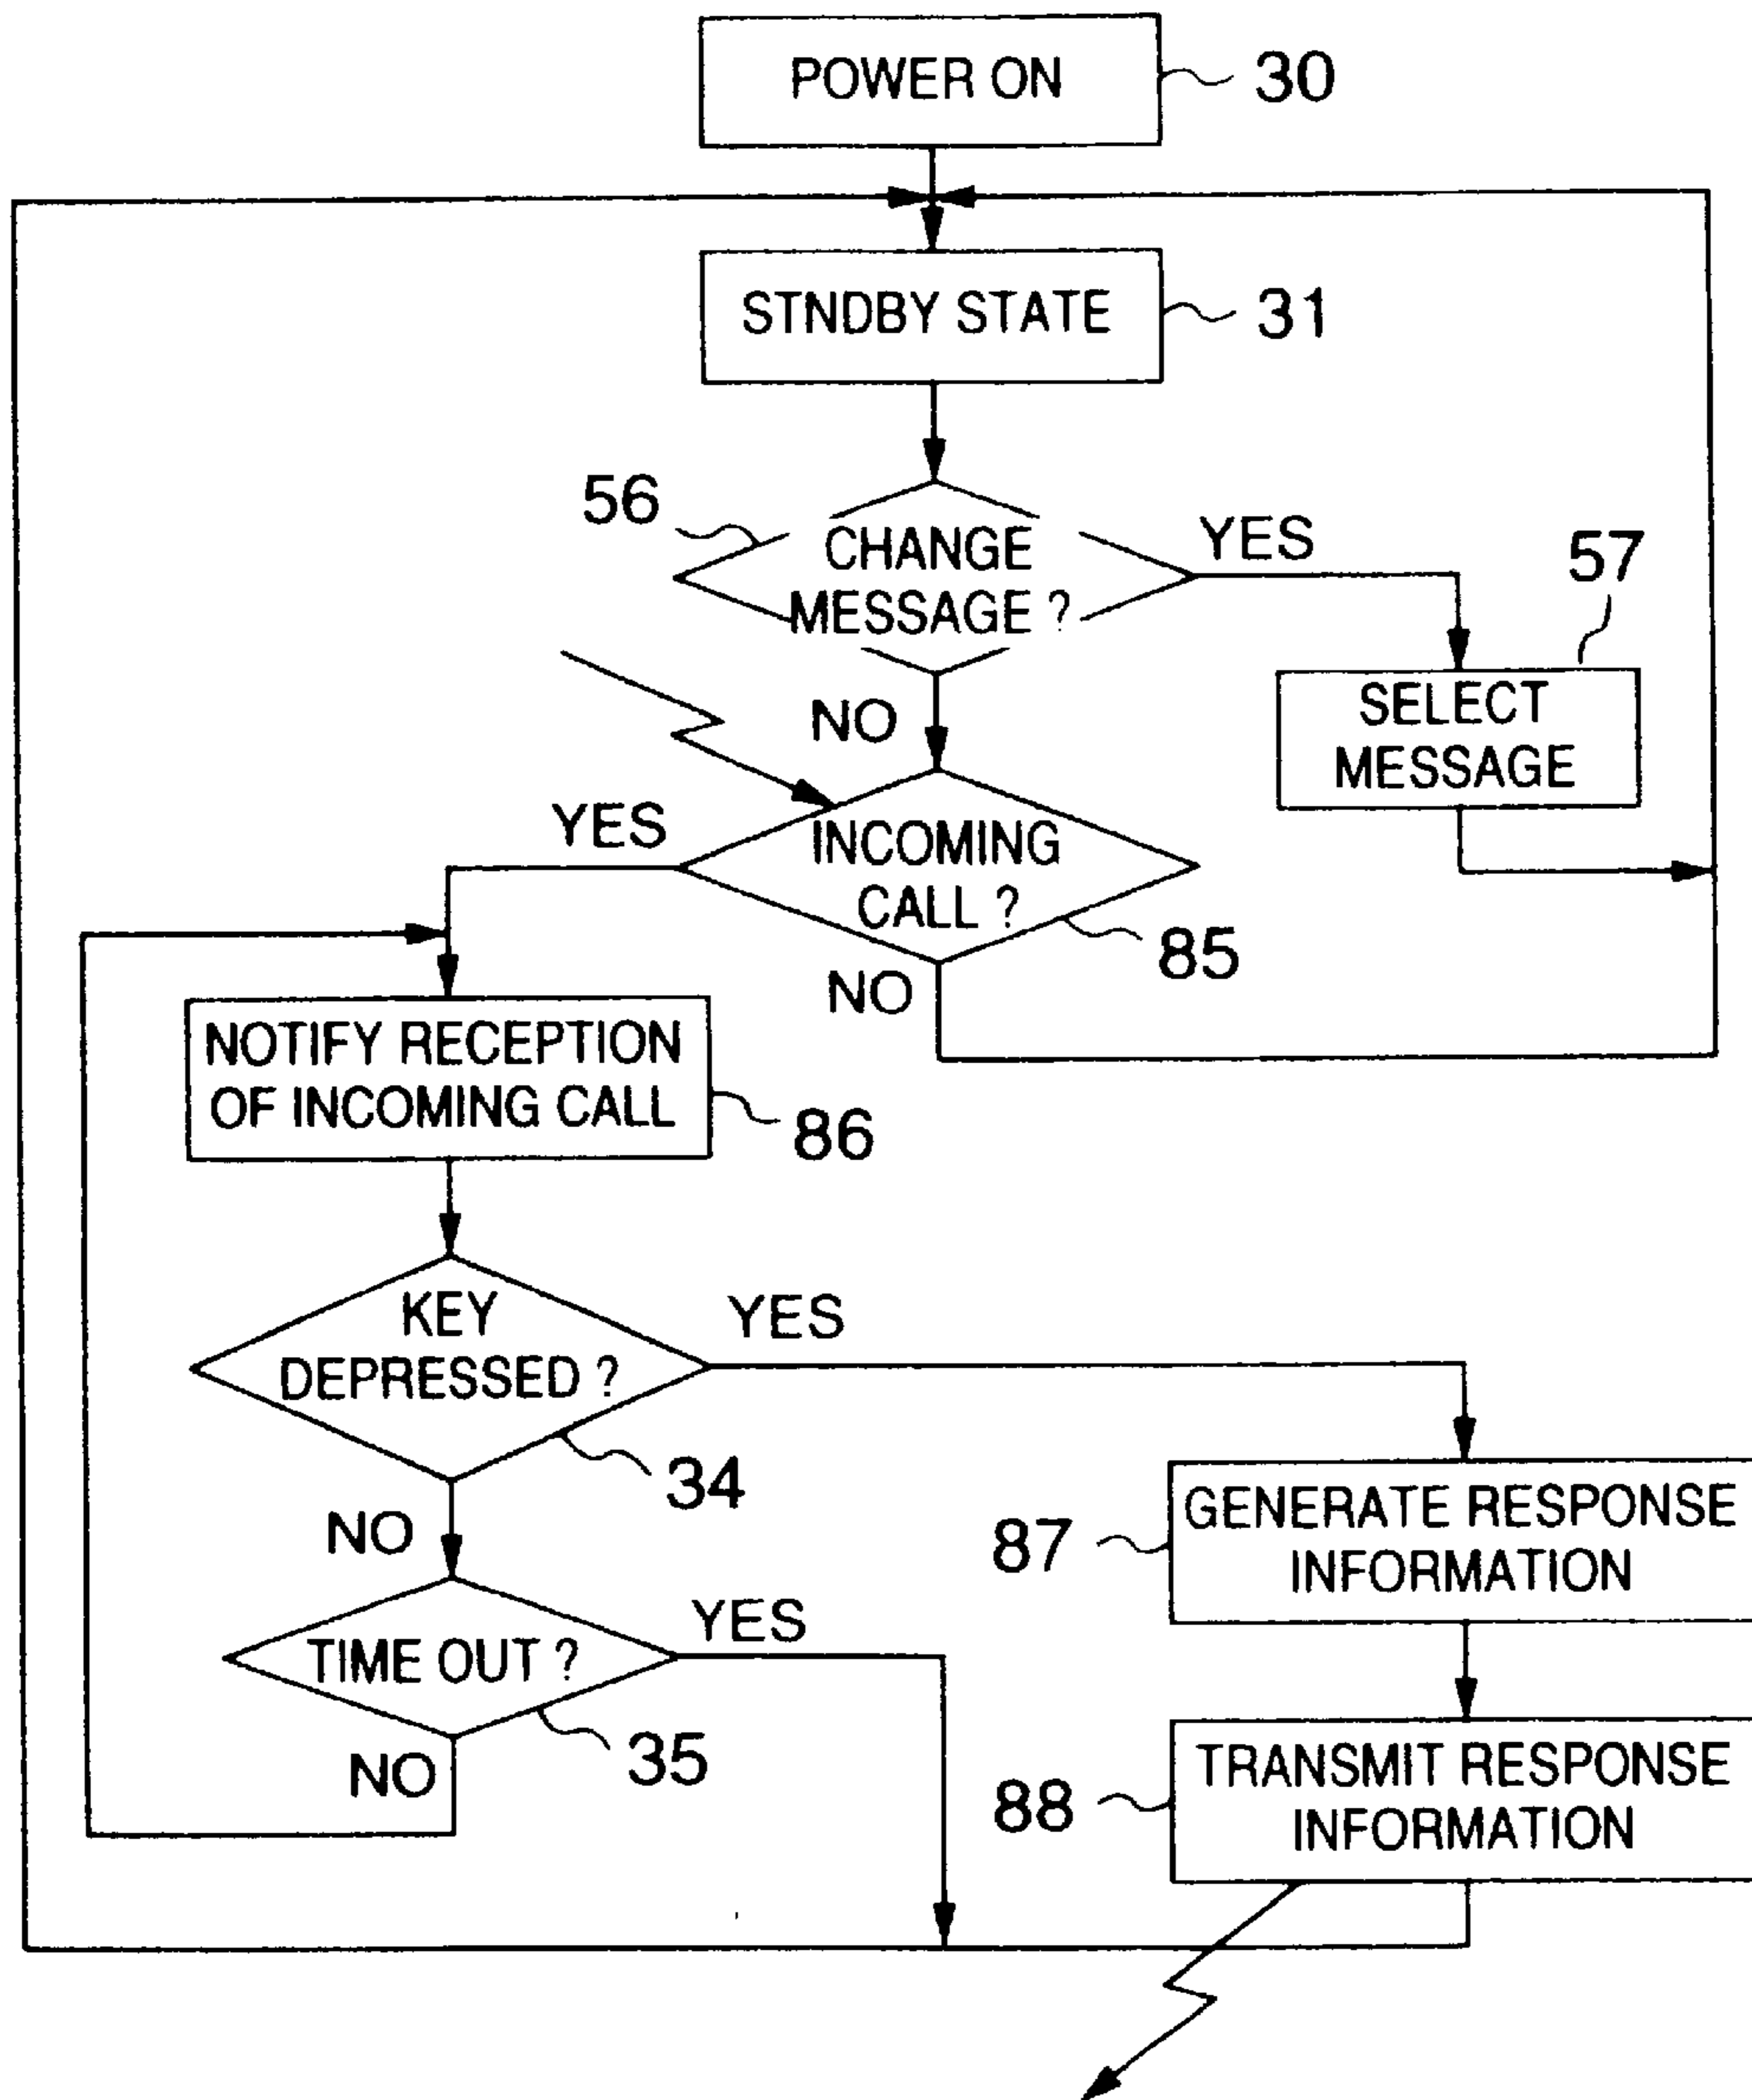 POWER ON
30
STNDBY STATE
31
56
CHANGE
MESSAGE ?
YES
57
SELECT
MESSAGE
NO
YES
INCOMING
CALL ?
85
NO
NOTIFY RECEPTION
OF INCOMING CALL
86
KEY
DEPRESSED ?
YES
34
NO
87
GENERATE RESPONSE
INFORMATION
TIME OUT ?
YES
35
NO
88
TRANSMIT RESPONSE
INFORMATION